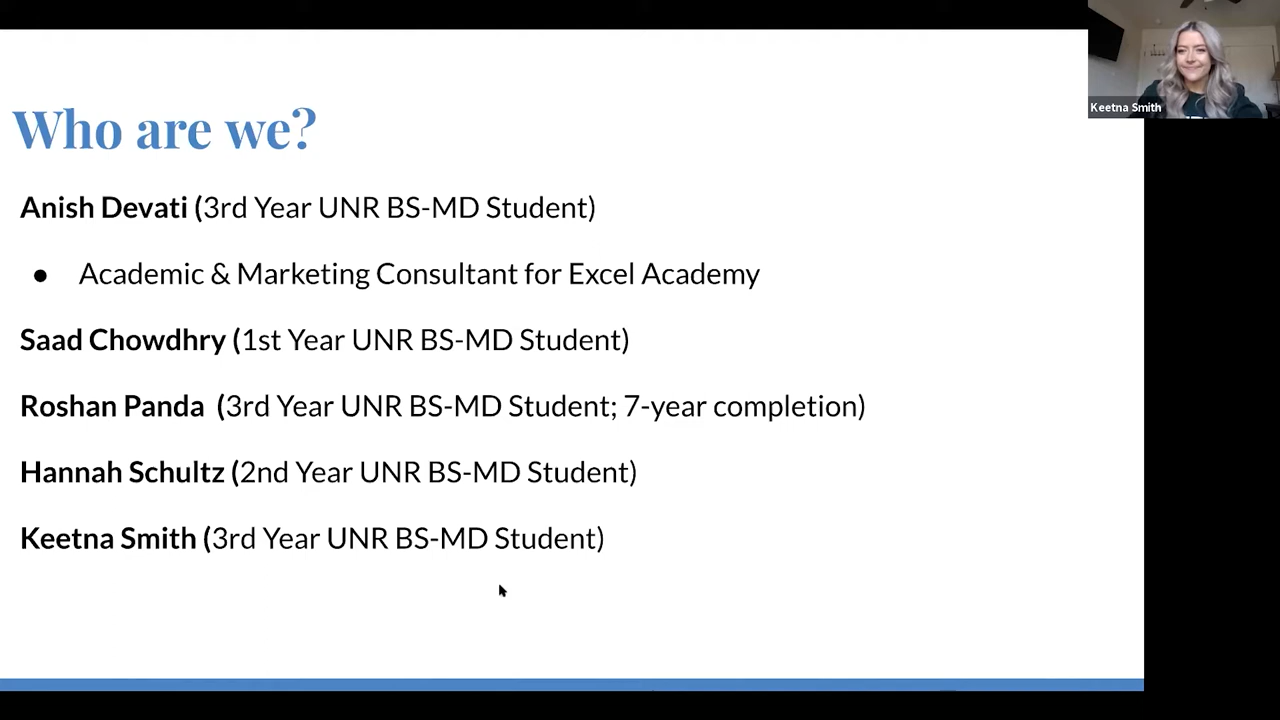 Keetna Smith
Who are we?
Anish Devati (3rd Year UNR BS-MD Student)
● Academic & Marketing Consultant for Excel Academy
Saad Chowdhry (1st Year UNR BS-MD Student)
Roshan Panda (3rd Year UNR BS-MD Student; 7-year completion)
Hannah Schultz (2nd Year UNR BS-MD Student)
Keetna Smith (3rd Year UNR BS-MD Student)